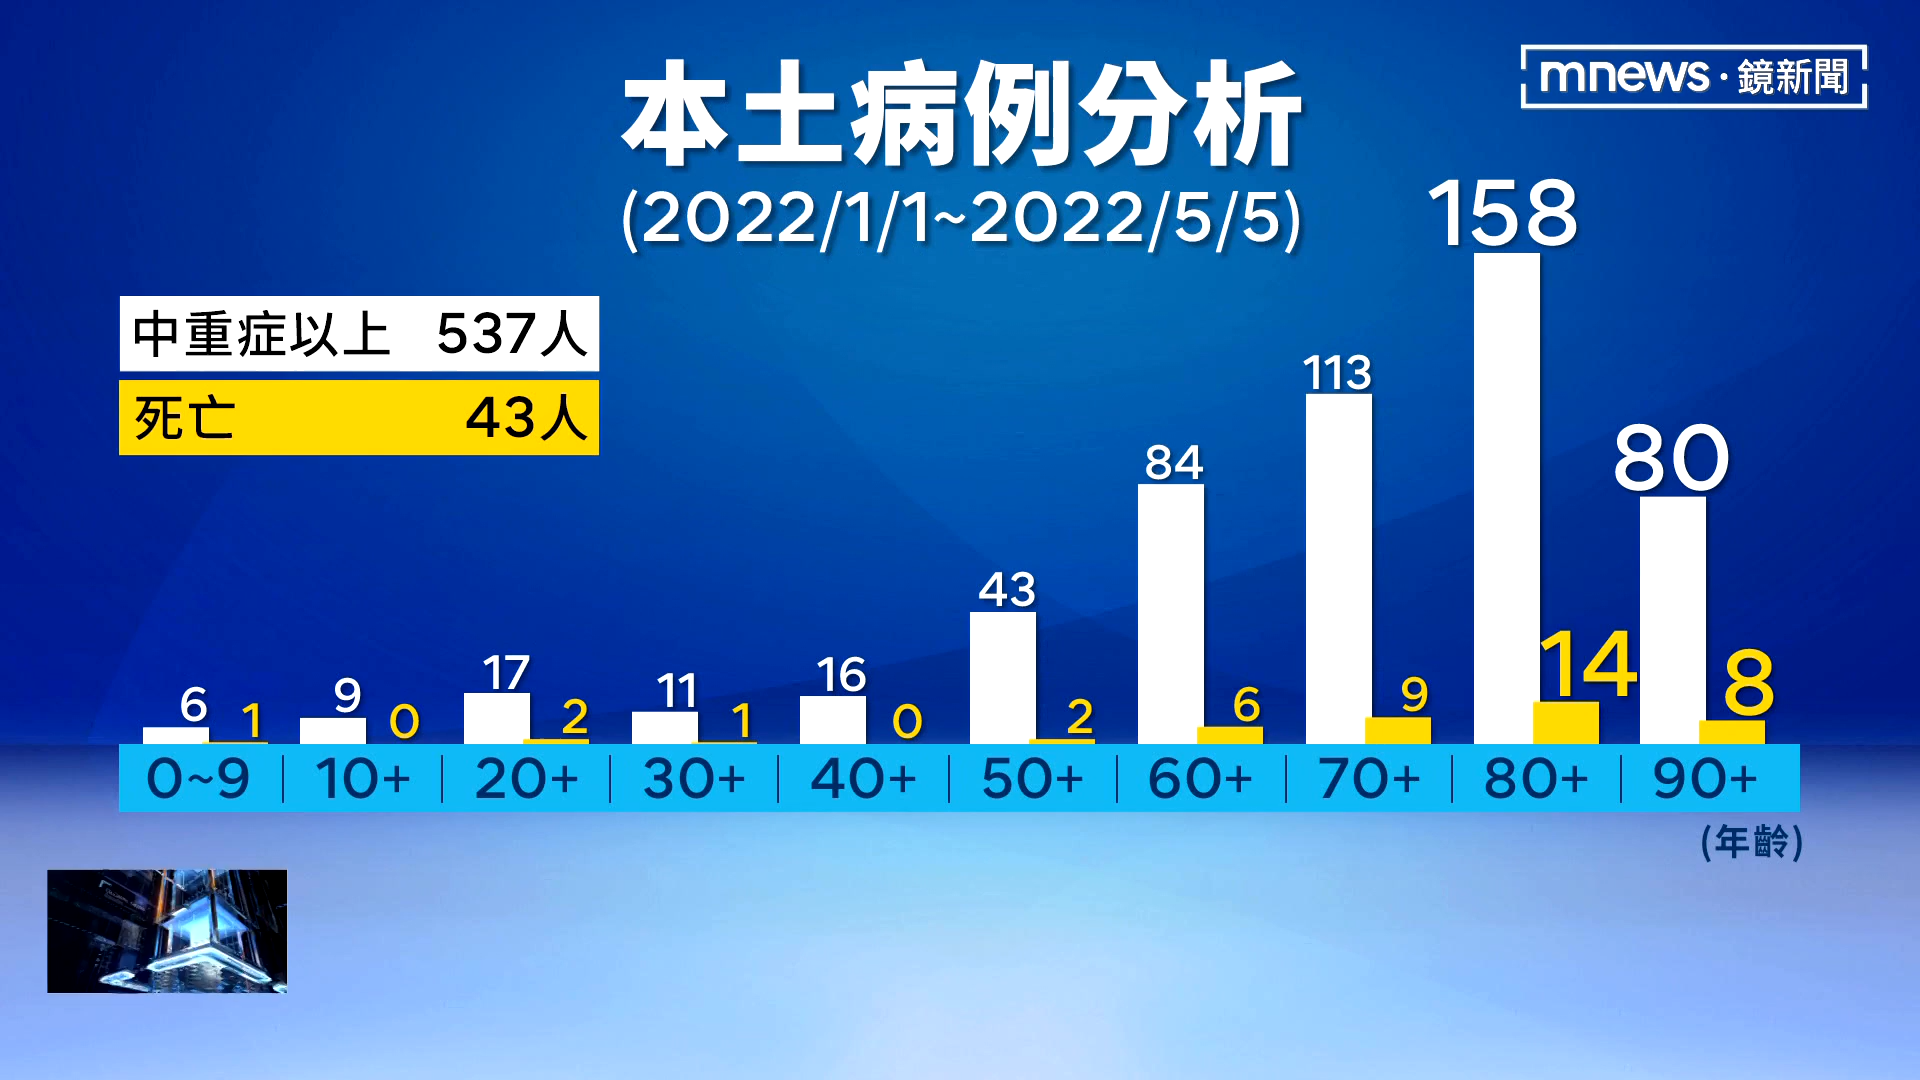 本土病例分析
mnews·鏡新聞
(2022/1/1~2022/5/5)
中重症以上 537人
死亡 43人
6 1 9 0 17 2 11 1 16 0 43 2 84 6 113 9 158 14 80 8
0~9 10+ 20+ 30+ 40+ 50+ 60+ 70+ 80+ 90+
(年齡)